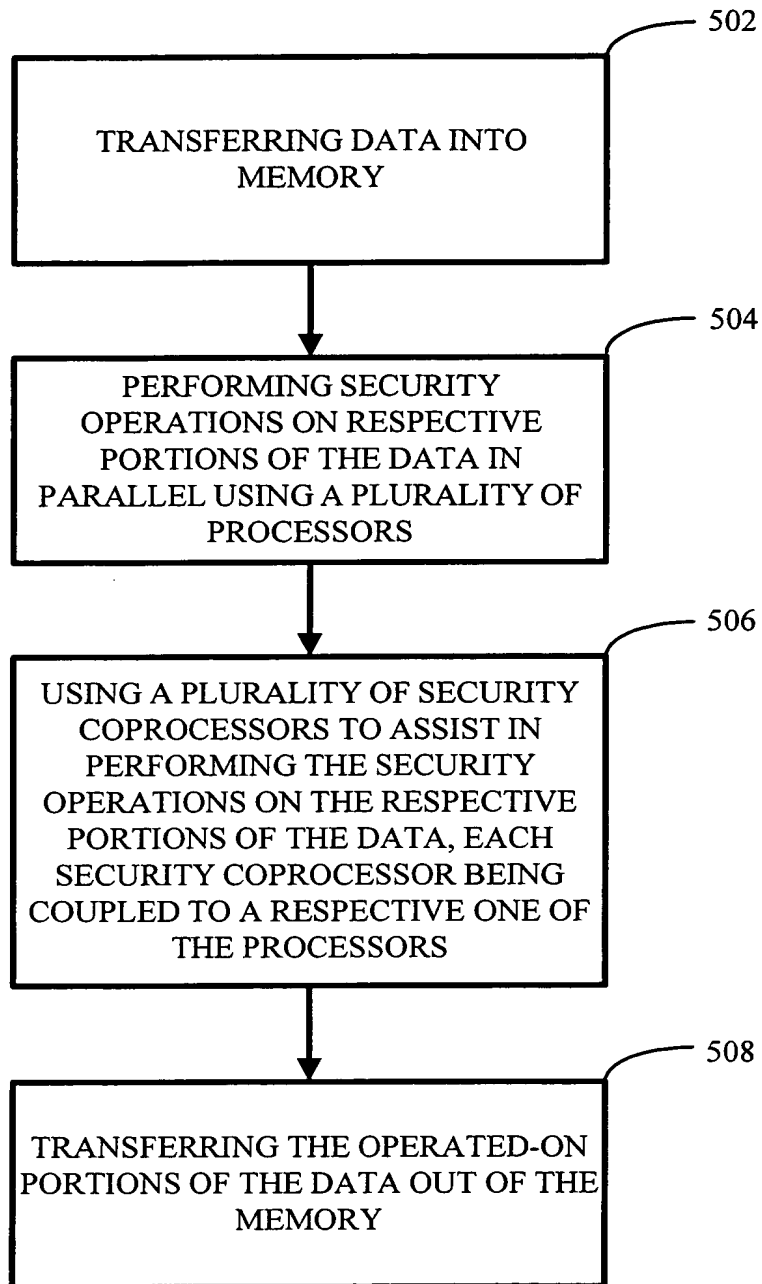 502
TRANSFERRING DATA INTO
MEMORY
504
PERFORMING SECURITY
OPERATIONS ON RESPECTIVE
PORTIONS OF THE DATA IN
PARALLEL USING A PLURALITY OF
PROCESSORS
506
USING A PLURALITY OF SECURITY
COPROCESSORS TO ASSIST IN
PERFORMING THE SECURITY
OPERATIONS ON THE RESPECTIVE
PORTIONS OF THE DATA, EACH
SECURITY COPROCESSOR BEING
COUPLED TO A RESPECTIVE ONE OF
THE PROCESSORS
508
TRANSFERRING THE OPERATED-ON
PORTIONS OF THE DATA OUT OF THE
MEMORY